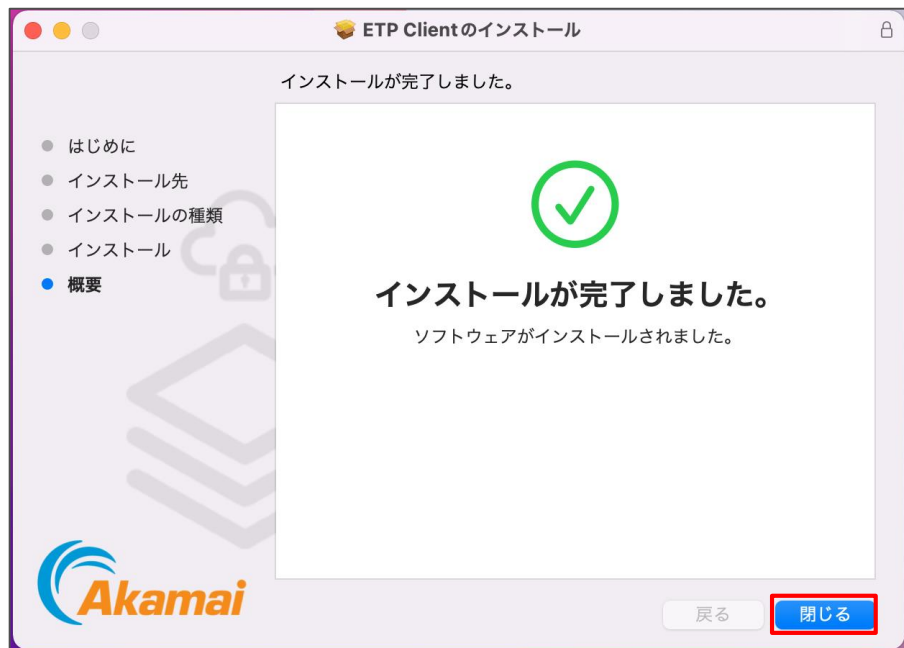 ETP Clientのインストール
インストールが完了しました。
はじめに
インストール先
インストールの種類
インストール
概要
インストールが完了しました。
ソフトウェアがインストールされました。
Akamai
戻る
閉じる